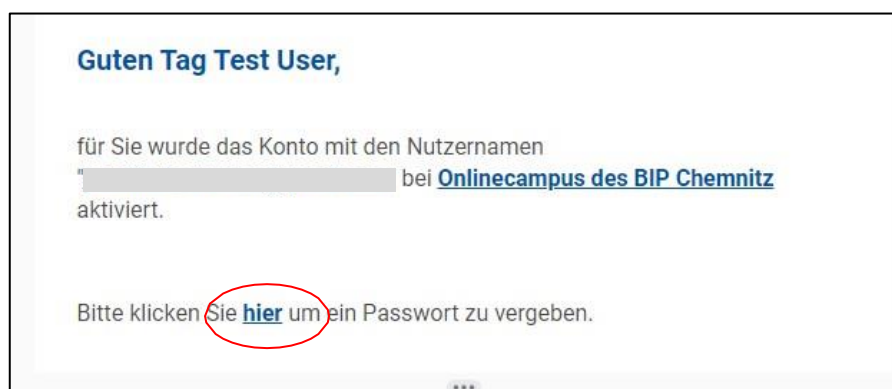 Guten Tag Test User,
für Sie wurde das Konto mit den Nutzernamen
" bei Onlinecampus des BIP Chemnitz
aktiviert.
Bitte klicken Sie hier um ein Passwort zu vergeben.